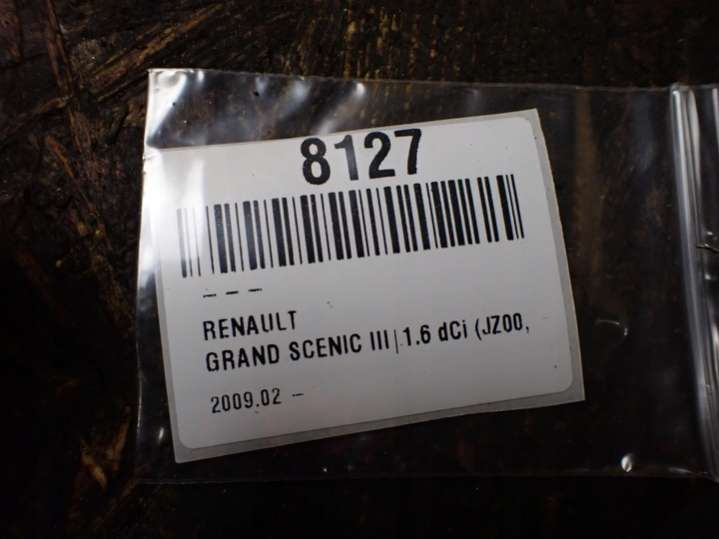 8127
– – –
RENAULT
GRAND SCENIC III|1.6 dCi (JZ00,
2009.02 –